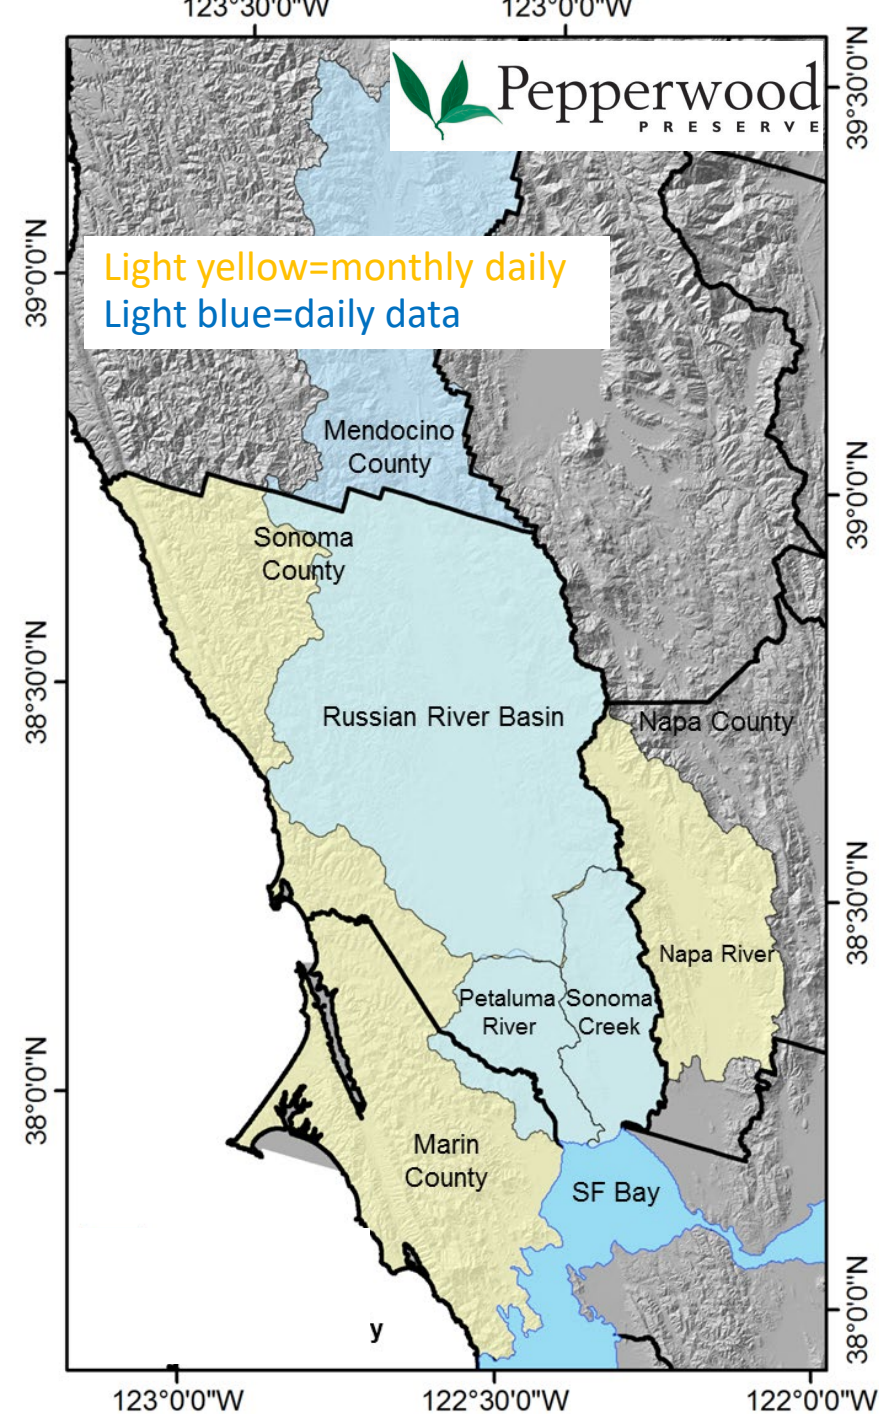 123°30'0"W
123°0'0"W
Pepperwood
PRESERVE
39°30'0"N
39°0'0"N
Light yellow=monthly daily
Light blue=daily data
Mendocino
County
39°0'0"N
Sonoma
County
38°30'0"N
Russian River Basin
Napa County
38°30'0"N
Napa River
Petaluma
River
Sonoma
Creek
38°0'0"N
Marin
County
SF Bay
38°0'0"N
y
123°0'0"W
122°30'0"W
122°0'0"W